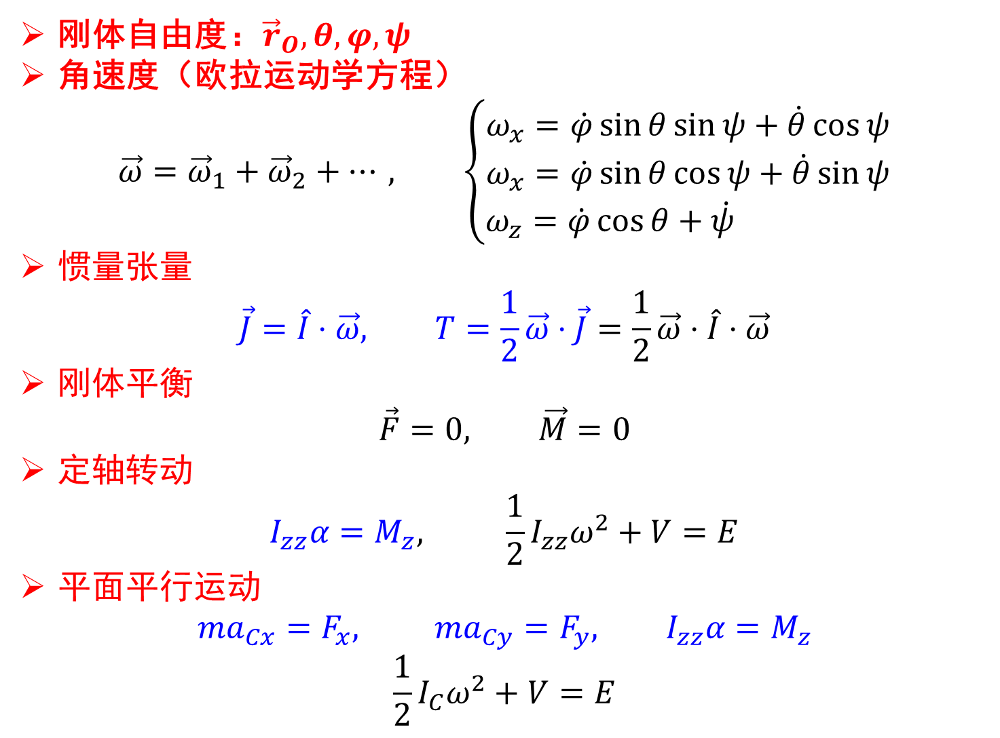 ➢ 刚体自由度：$\vec{r}_O, \theta, \varphi, \psi$
➢ 角速度（欧拉运动学方程）
$\vec{\omega} = \vec{\omega}_1 + \vec{\omega}_2 + \cdots ,\quad \begin{cases} \omega_x = \dot{\varphi} \sin\theta \sin\psi + \dot{\theta} \cos\psi \\ \omega_x = \dot{\varphi} \sin\theta \cos\psi + \dot{\theta} \sin\psi \\ \omega_z = \dot{\varphi} \cos\theta + \dot{\psi} \end{cases}$
➢ 惯量张量
$\vec{J} = \hat{I} \cdot \vec{\omega},\quad T = \frac{1}{2} \vec{\omega} \cdot \vec{J} = \frac{1}{2} \vec{\omega} \cdot \hat{I} \cdot \vec{\omega}$
➢ 刚体平衡
$\vec{F} = 0,\quad \vec{M} = 0$
➢ 定轴转动
$I_{zz}\alpha = M_z,\quad \frac{1}{2} I_{zz}\omega^2 + V = E$
➢ 平面平行运动
$ma_{Cx} = F_x,\quad ma_{Cy} = F_y,\quad I_{zz}\alpha = M_z$
$\frac{1}{2} I_C\omega^2 + V = E$